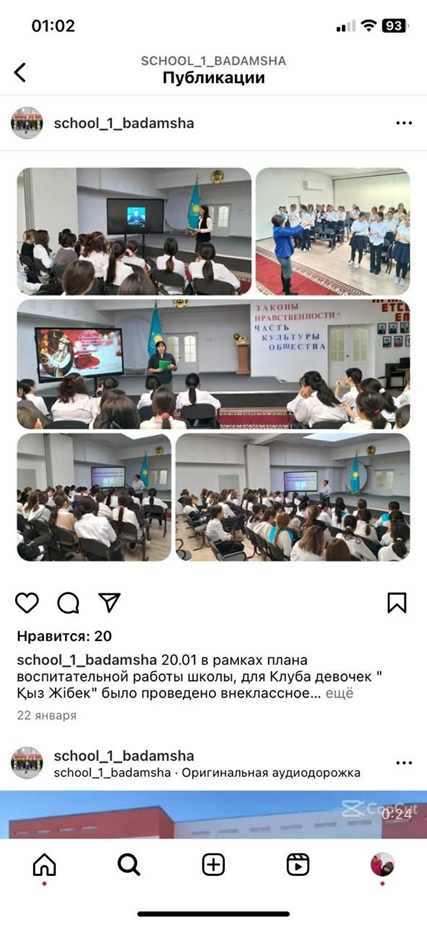 01:02
93
SCHOOL_1_BADAMSHA
Публикации
school_1_badamsha
ЗАКОНЫ
НРАВСТВЕННОСТИ-
ЧАСТЬ
КУЛЬТУРЫ
ОБЩЕСТВА
Нравится: 20
school_1_badamsha 20.01 в рамках плана
воспитательной работы школы, для Клуба девочек "
Қыз Жібек" было проведено внеклассное... ещё
22 января
school_1_badamsha
school_1_badamsha · Оригинальная аудиодорожка
CapCut
0:24